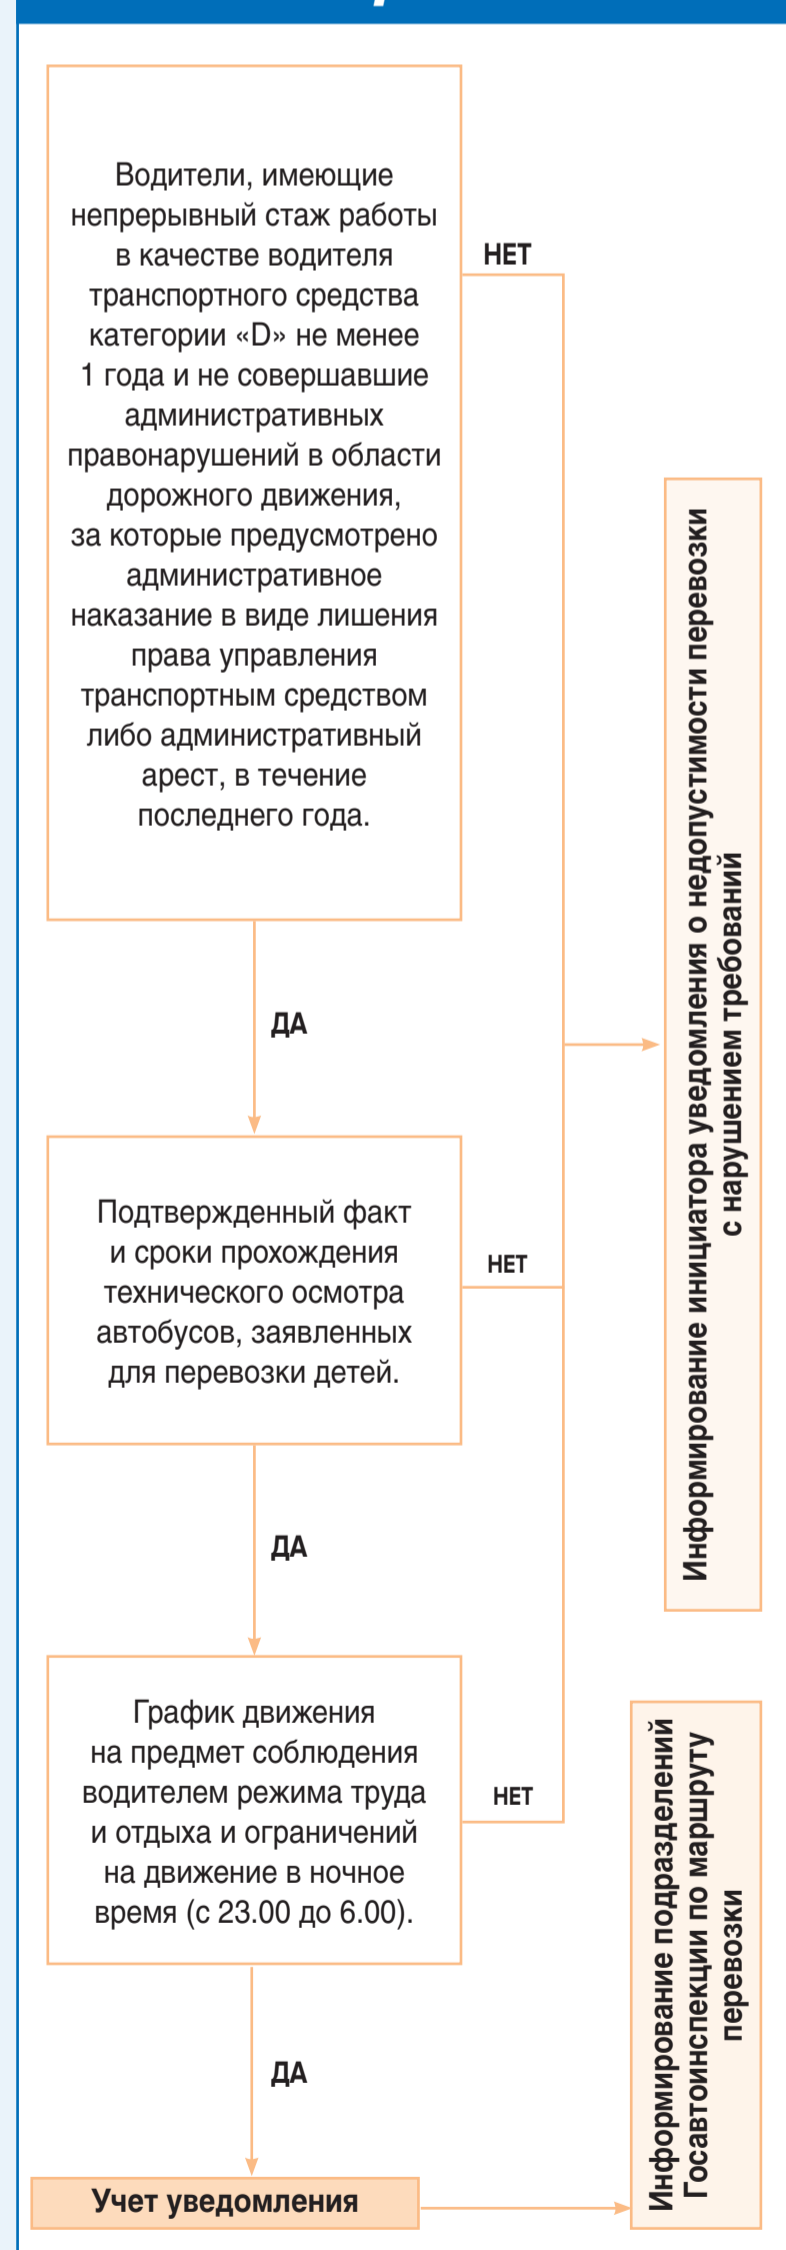 Водители, имеющие
непрерывный стаж работы
в качестве водителя
транспортного средства
категории «D» не менее
1 года и не совершавшие
административных
правонарушений в области
дорожного движения,
за которые предусмотрено
административное
наказание в виде лишения
права управления
транспортным средством
либо административный
арест, в течение
последнего года.
НЕТ
ДА
Подтвержденный факт
и сроки прохождения
технического осмотра
автобусов, заявленных
для перевозки детей.
НЕТ
ДА
График движения
на предмет соблюдения
водителем режима труда
и отдыха и ограничений
на движение в ночное
время (с 23.00 до 6.00).
НЕТ
ДА
Учет уведомления
Информирование инициатора уведомления о недопустимости перевозки
с нарушением требований
Информирование подразделений
Госавтоинспекции по маршруту
перевозки